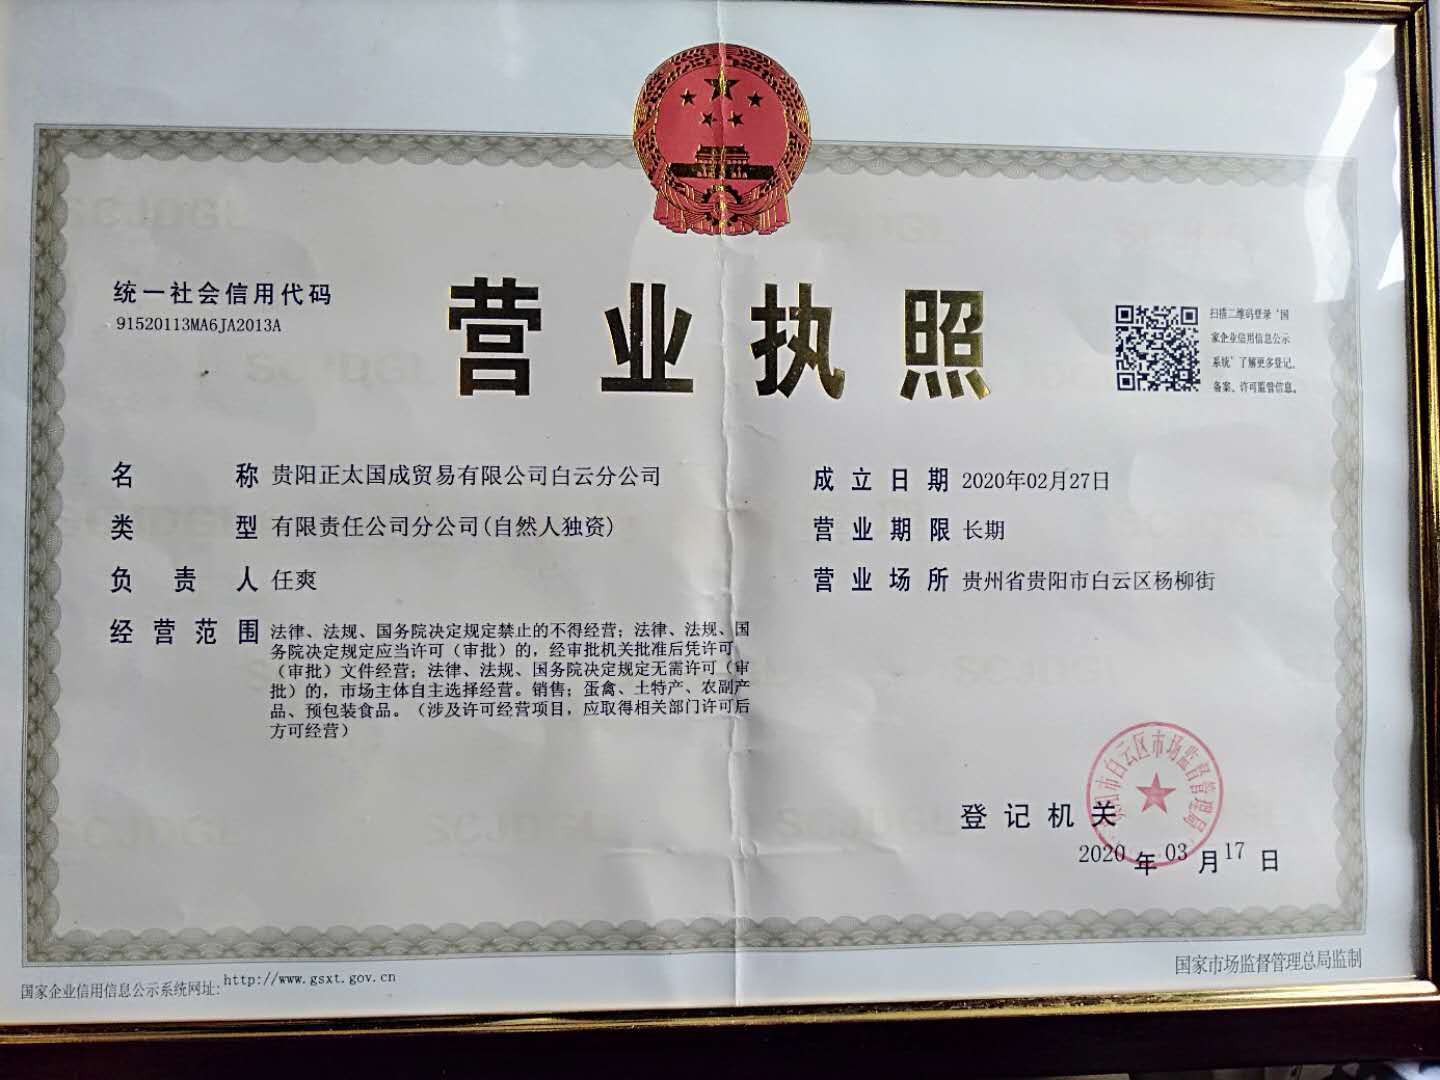 统一社会信用代码
91520113MA6JA2013A
营业执照
扫描二维码登录‘国
家企业信用信息公示
系统’了解更多登记、
备案、许可监管信息。
名称 贵阳正太国成贸易有限公司白云分公司
类型 有限责任公司分公司(自然人独资)
负责人 任爽
经营范围 法律、法规、国务院决定规定禁止的不得经营；法律、法规、国
务院决定规定应当许可（审批）的，经审批机关批准后凭许可
（审批）文件经营；法律、法规、国务院决定规定无需许可（审
批）的，市场主体自主选择经营。销售；蛋禽、土特产、农副产
品、预包装食品。（涉及许可经营项目，应取得相关部门许可后
方可经营）
成立日期 2020年02月27日
营业期限 长期
营业场所 贵州省贵阳市白云区杨柳街
登记机关
贵阳市白云区市场监督管理局
2020年03月17日
国家企业信用信息公示系统网址: http://www.gsxt.gov.cn
国家市场监督管理总局监制
SCJDGL